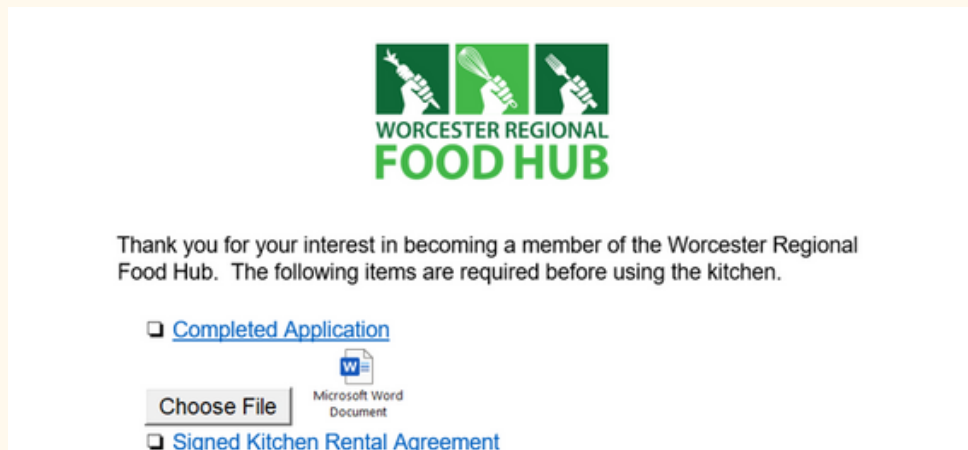 WORCESTER REGIONAL
FOOD HUB
Thank you for your interest in becoming a member of the Worcester Regional
Food Hub.  The following items are required before using the kitchen.
❑ Completed Application
W
Microsoft Word
Document
Choose File
❑ Signed Kitchen Rental Agreement